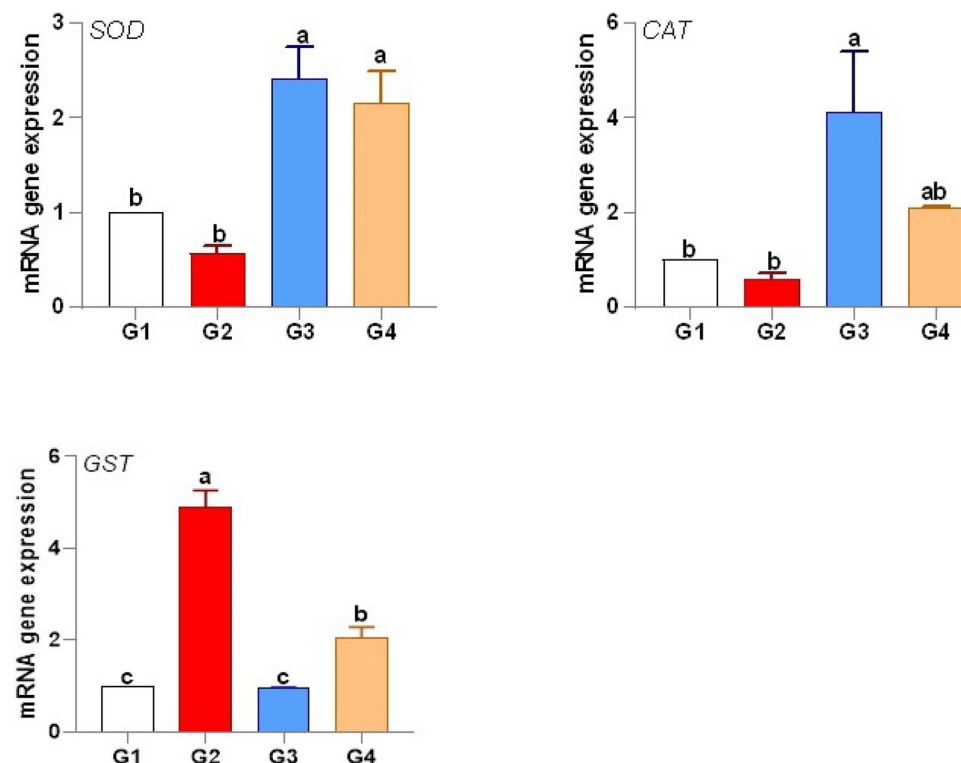 SOD
mRNA gene expression
3
2
1
0
b
b
a
a
G1 G2 G3 G4
CAT
mRNA gene expression
6
4
2
0
b
b
a
ab
G1 G2 G3 G4
GST
mRNA gene expression
6
4
2
0
c
a
c
b
G1 G2 G3 G4